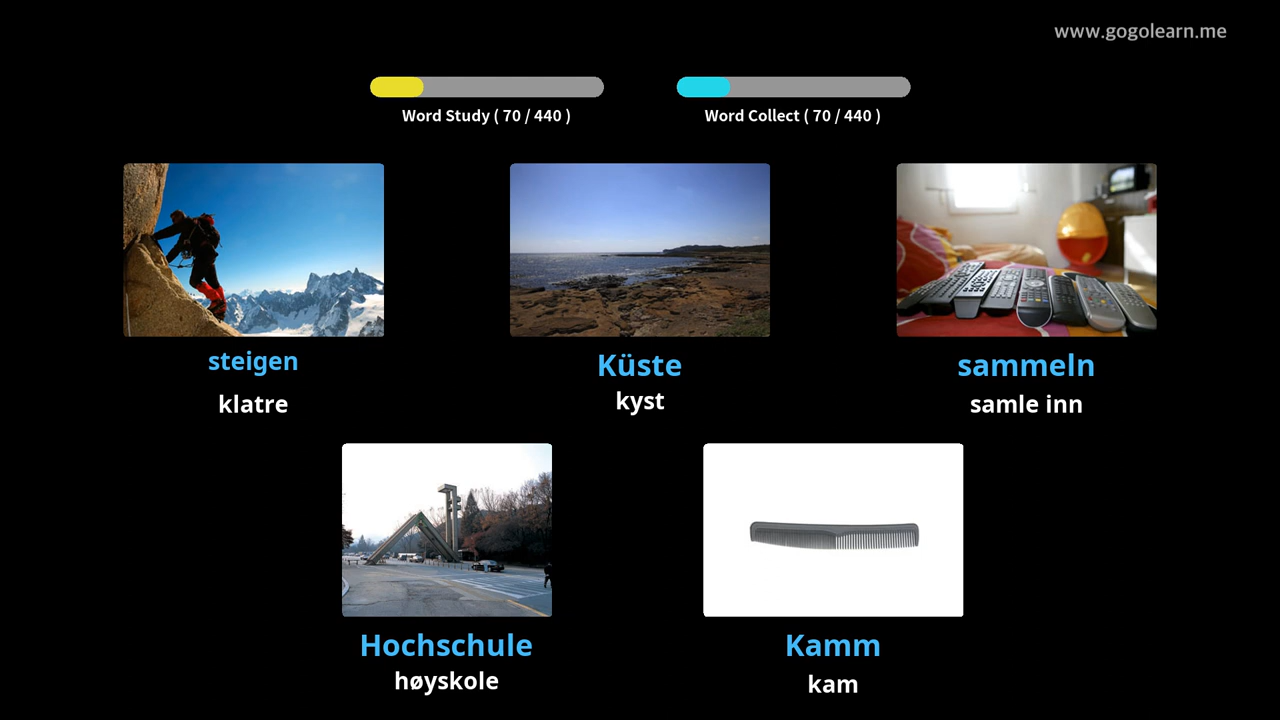 www.gogolearn.me
Word Study ( 70 / 440 )
Word Collect ( 70 / 440 )
steigen
klatre
Küste
kyst
sammeln
samle inn
Hochschule
høyskole
Kamm
kam